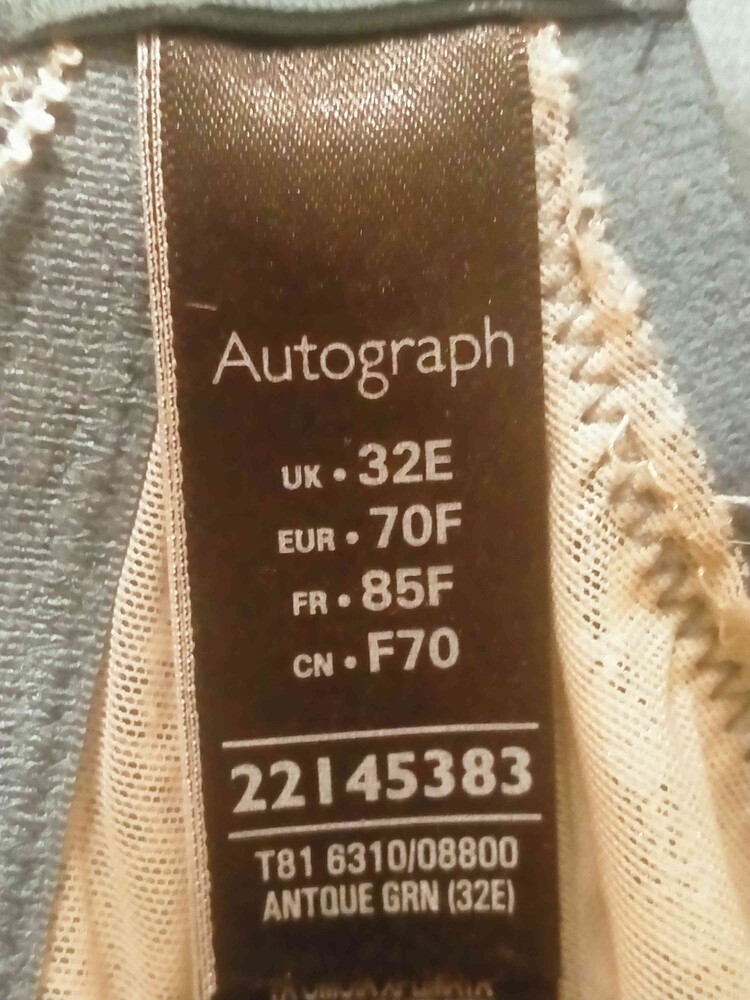 Autograph
UK • 32E
EUR • 70F
FR • 85F
CN • F70
22145383
T81 6310/08800
ANTQUE GRN (32E)